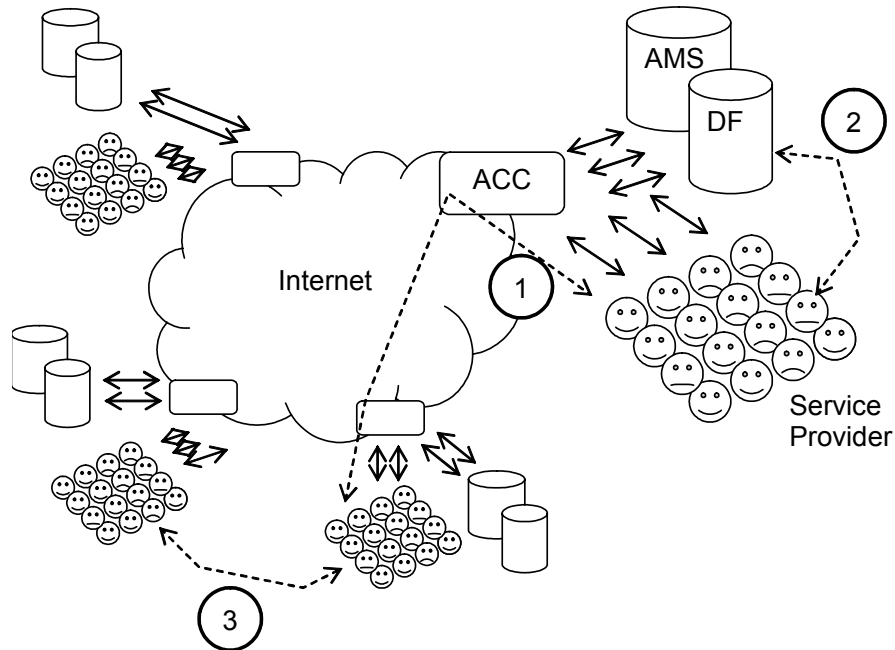 AMS
DF
2
ACC
Internet
1
Service
Provider
3